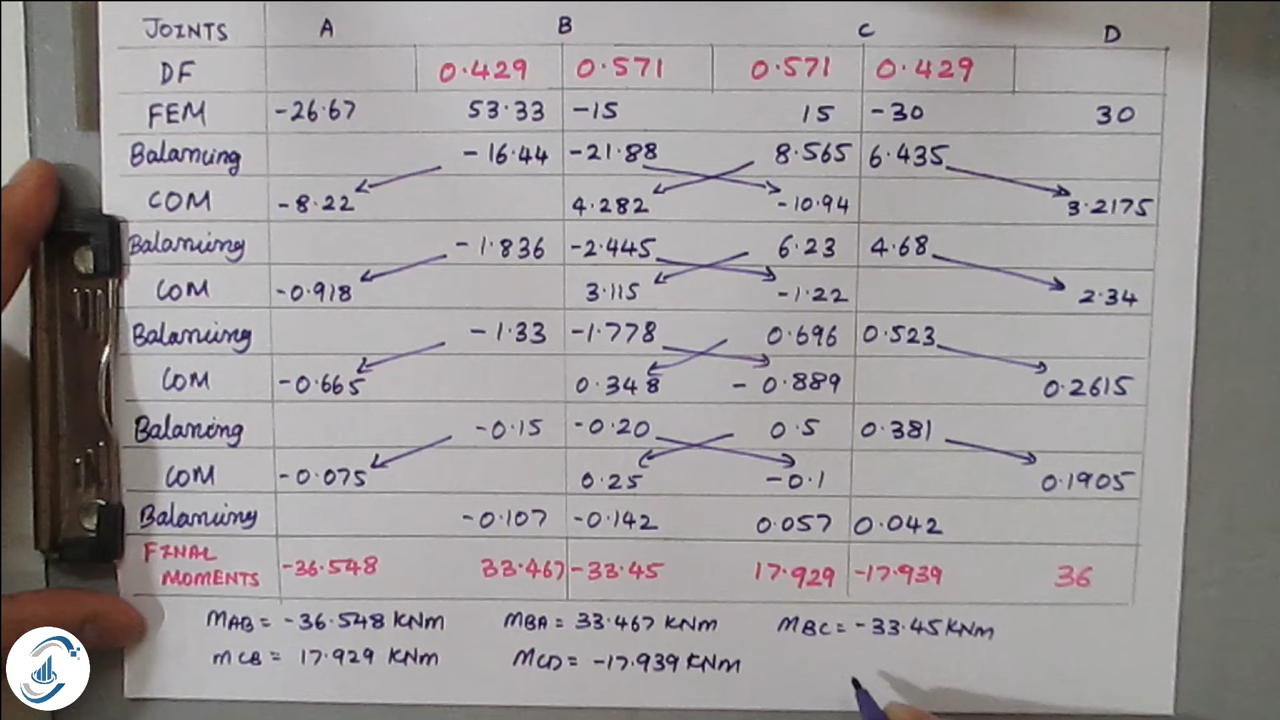 JOINTS A B C D
DF 0.429 0.571 0.571 0.429
FEM -26.67 53.33 -15 15 -30 30
Balancing -16.44 -21.88 8.565 6.435
COM -8.22 4.282 -10.94 3.2175
Balancing -1.836 -2.445 6.23 4.68
COM -0.918 3.115 -1.22 2.34
Balancing -1.33 -1.778 0.696 0.523
COM -0.665 0.348 -0.889 0.2615
Balancing -0.15 -0.20 0.5 0.381
COM -0.075 0.25 -0.1 0.1905
Balancing -0.107 -0.142 0.057 0.042
FINAL
MOMENTS -36.548 33.467 -33.45 17.929 -17.939 36
MAB = -36.548 KNm MBA = 33.467 KNm MBC = -33.45 KNm
MCB = 17.929 KNm MCD = -17.939 KNm